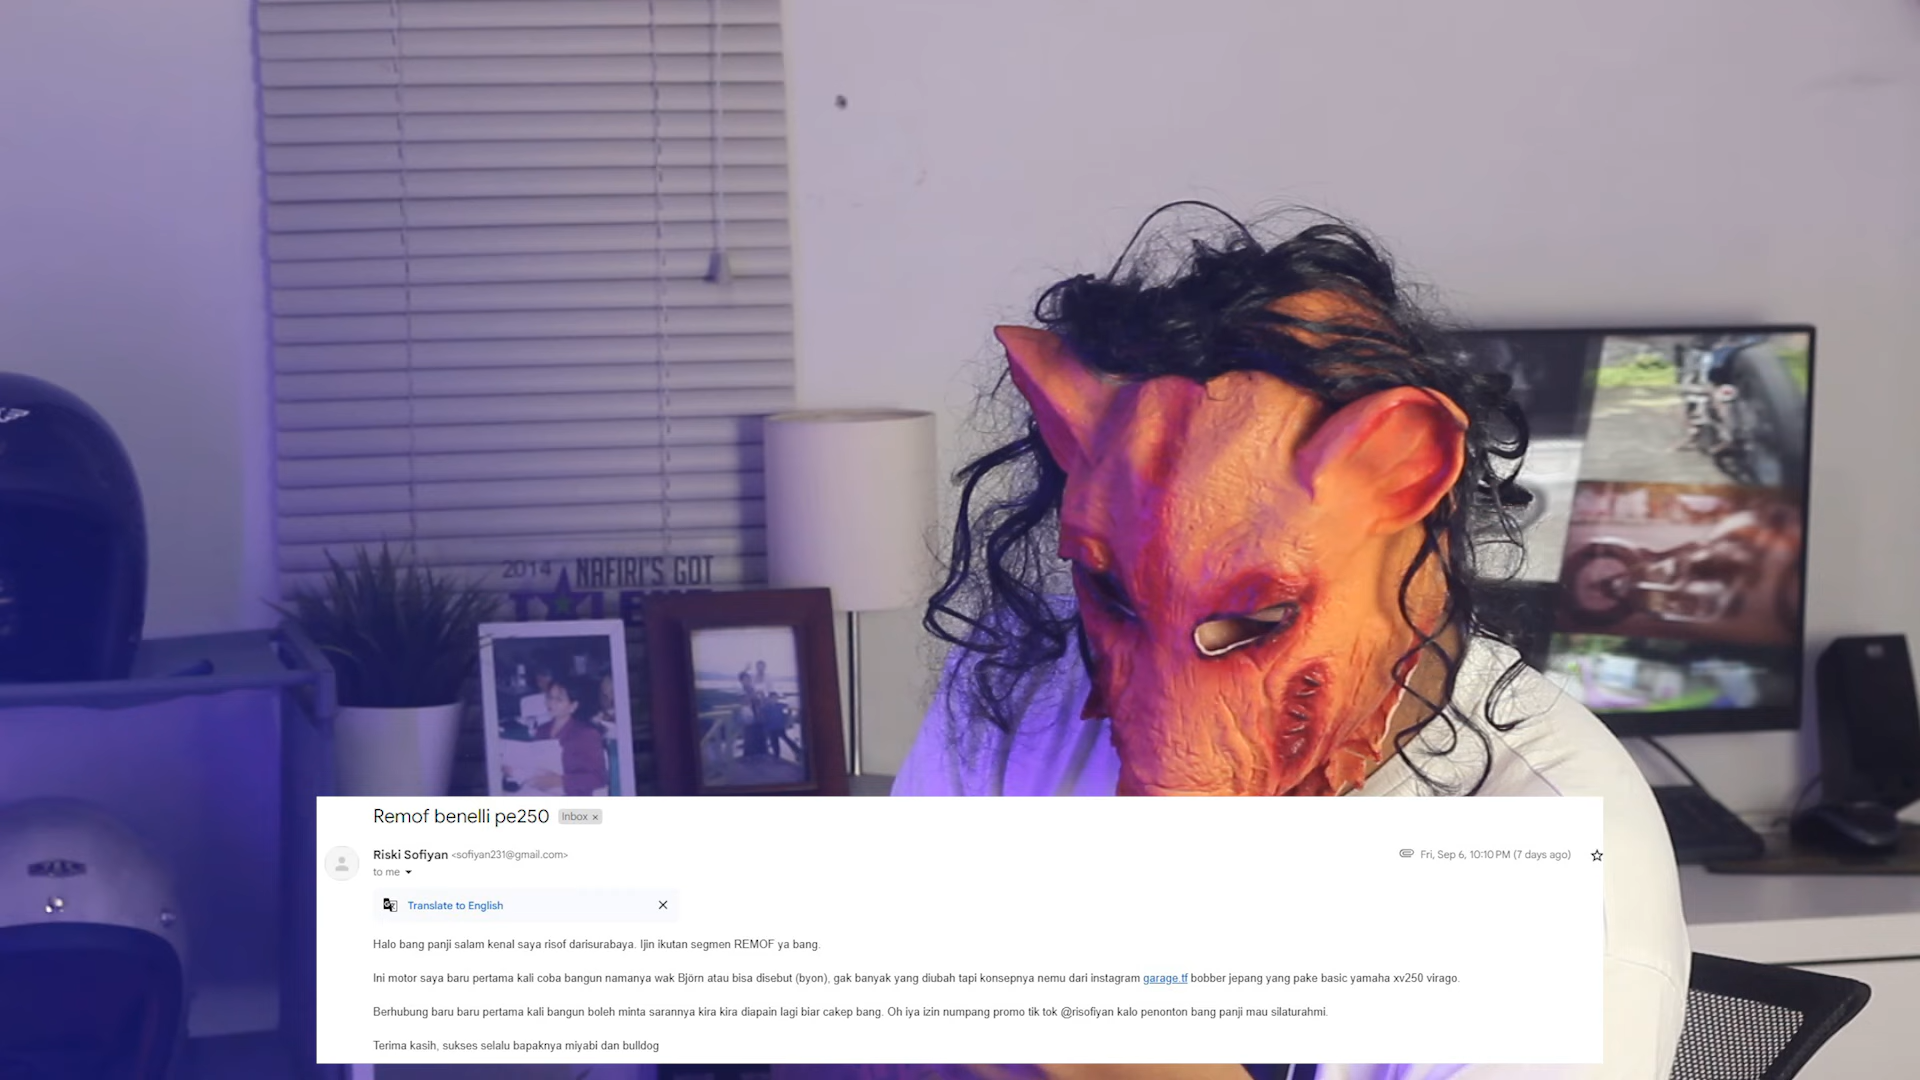 2014 NAFIRI'S GOT
Remof benelli pe250 Inbox ×
Riski Sofiyan <sofiyan231@gmail.com> Fri, Sep 6, 10:10 PM (7 days ago)
to me
Translate to English
Halo bang panji salam kenal saya risof darisurabaya. Ijin ikutan segmen REMOF ya bang.
Ini motor saya baru pertama kali coba bangun namanya wak Björn atau bisa disebut (byon), gak banyak yang diubah tapi konsepnya nemu dari instagram garage.tf bobber jepang yang pake basic yamaha xv250 virago.
Berhubung baru baru pertama kali bangun boleh minta sarannya kira kira diapain lagi biar cakep bang. Oh iya izin numpang promo tik tok @risofiyan kalo penonton bang panji mau silaturahmi.
Terima kasih, sukses selalu bapaknya miyabi dan bulldog